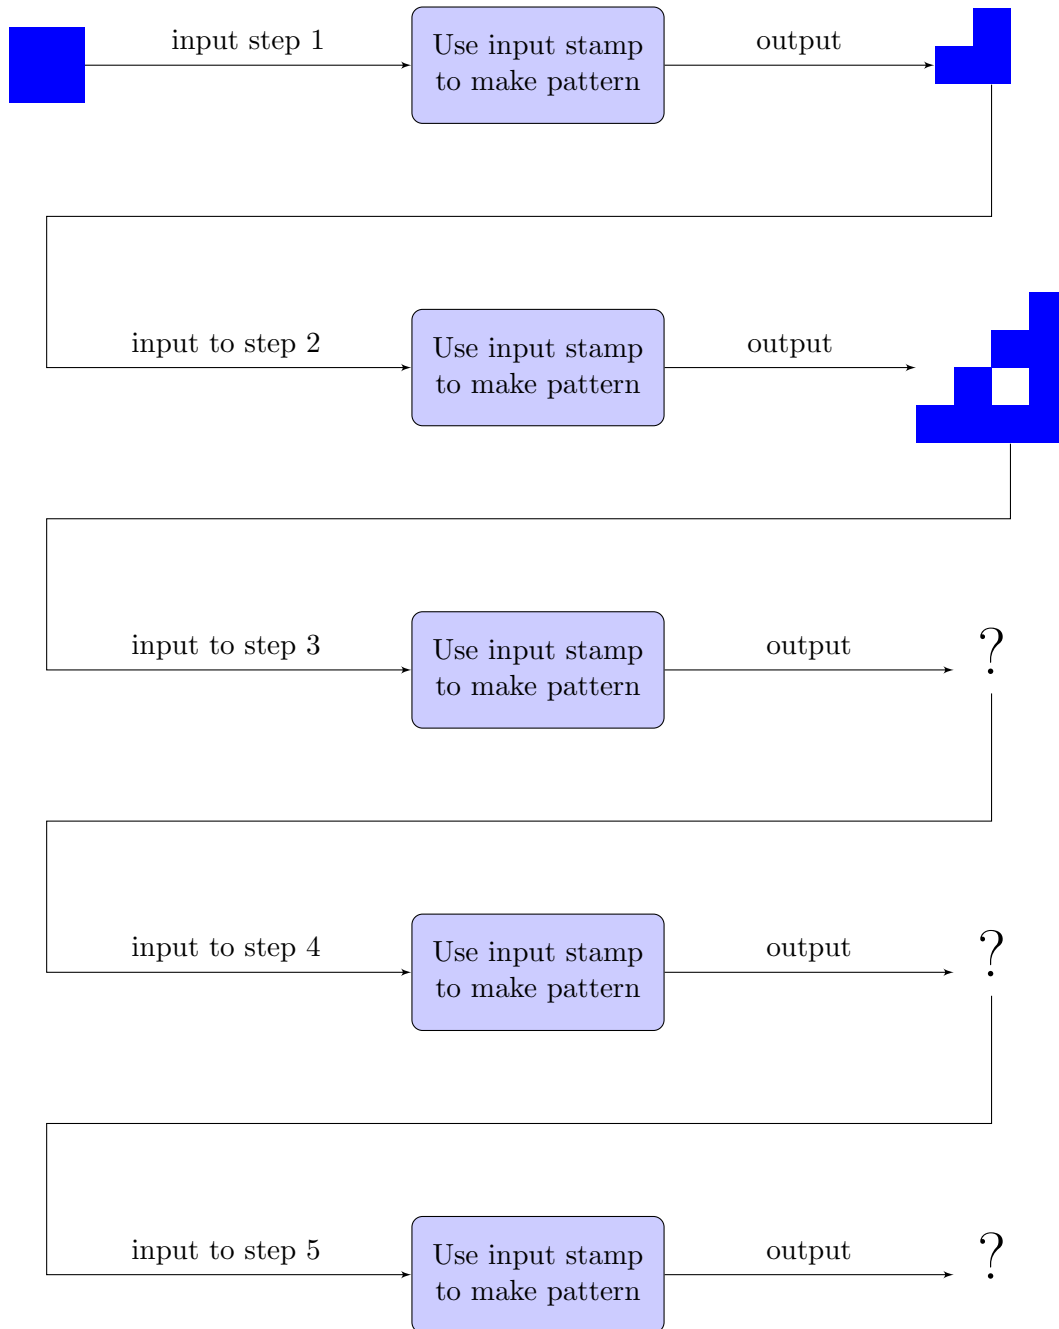 input step 1
Use input stamp
to make pattern
output
input to step 2
Use input stamp
to make pattern
output
input to step 3
Use input stamp
to make pattern
output
?
input to step 4
Use input stamp
to make pattern
output
?
input to step 5
Use input stamp
to make pattern
output
?